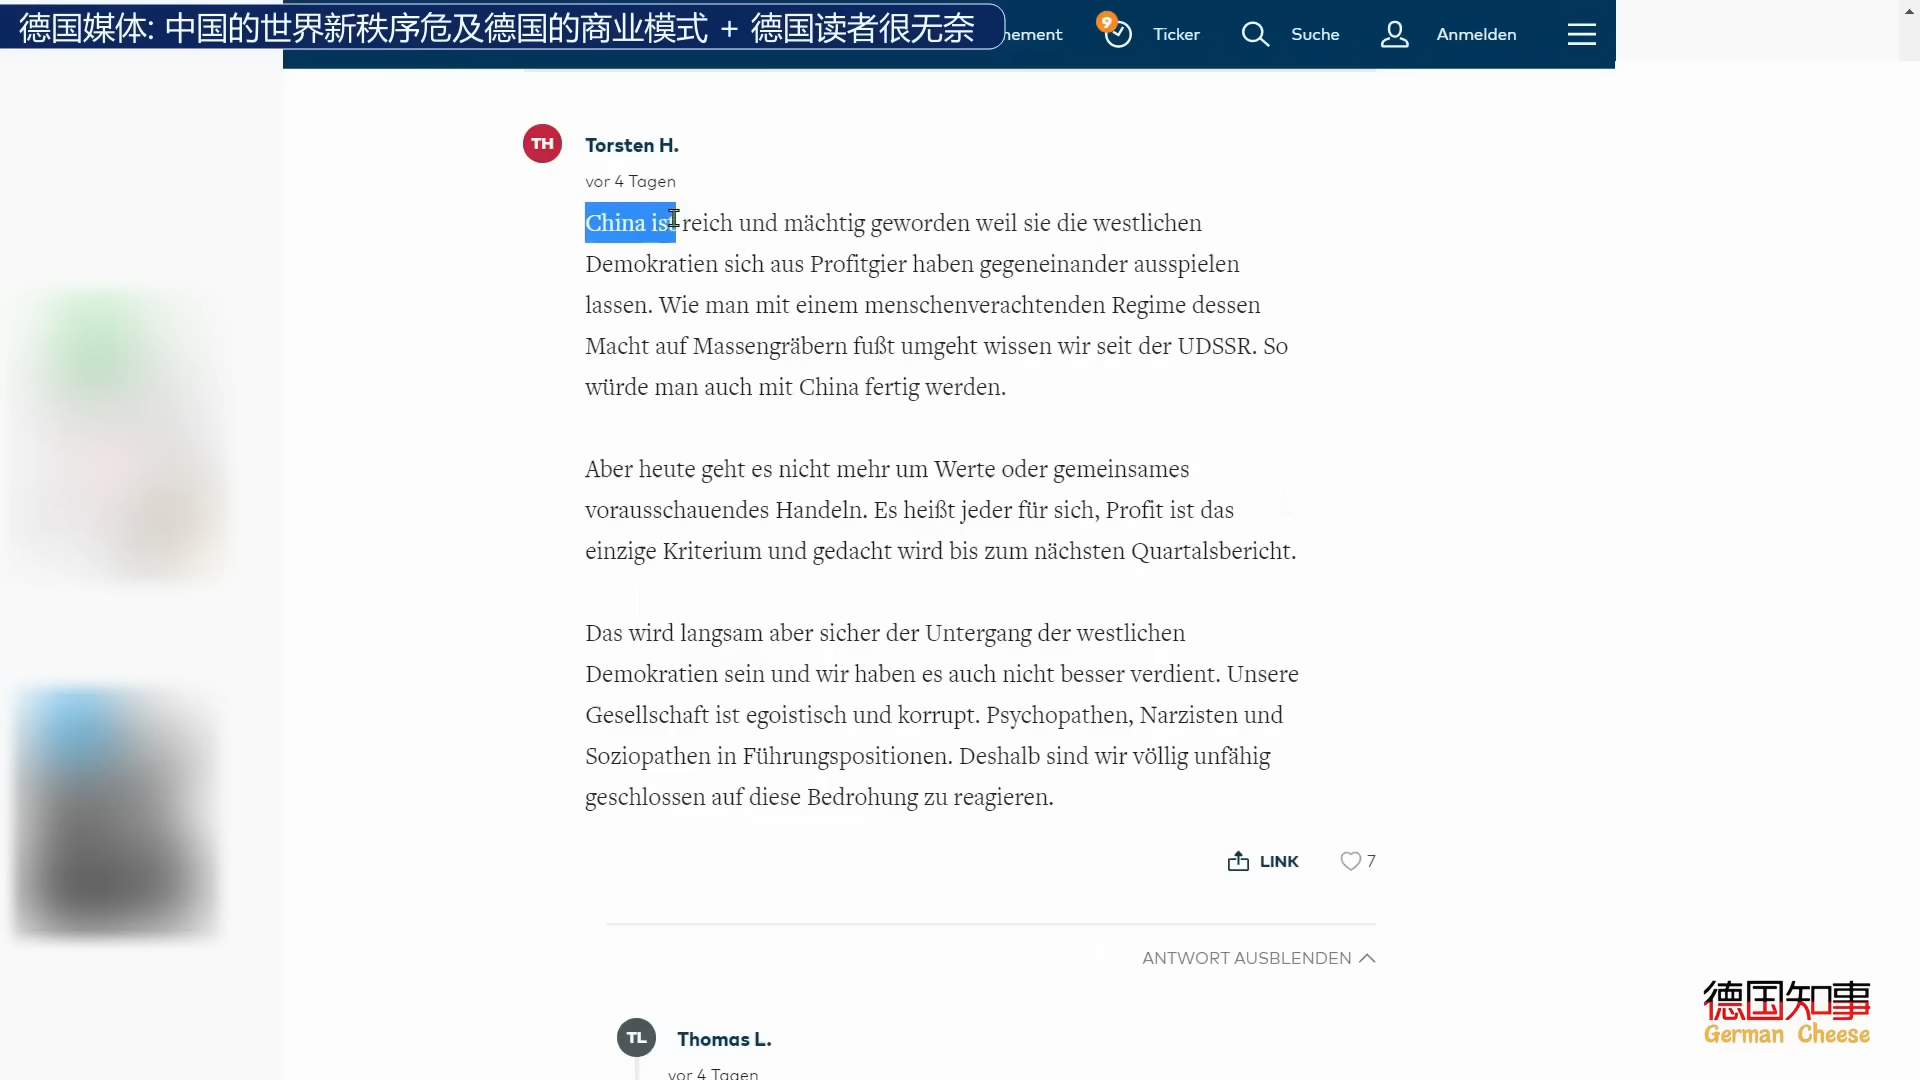 德国媒体: 中国的世界新秩序危及德国的商业模式 + 德国读者很无奈
nement
9
Ticker
Suche
Anmelden
TH
Torsten H.
vor 4 Tagen
China ist reich und mächtig geworden weil sie die westlichen
Demokratien sich aus Profitgier haben gegeneinander ausspielen
lassen. Wie man mit einem menschenverachtenden Regime dessen
Macht auf Massengräbern fußt umgeht wissen wir seit der UDSSR. So
würde man auch mit China fertig werden.
Aber heute geht es nicht mehr um Werte oder gemeinsames
vorausschauendes Handeln. Es heißt jeder für sich, Profit ist das
einzige Kriterium und gedacht wird bis zum nächsten Quartalsbericht.
Das wird langsam aber sicher der Untergang der westlichen
Demokratien sein und wir haben es auch nicht besser verdient. Unsere
Gesellschaft ist egoistisch und korrupt. Psychopathen, Narzisten und
Soziopathen in Führungspositionen. Deshalb sind wir völlig unfähig
geschlossen auf diese Bedrohung zu reagieren.
LINK
7
ANTWORT AUSBLENDEN
TL
Thomas L.
vor 4 Tagen
德国知事
German Cheese